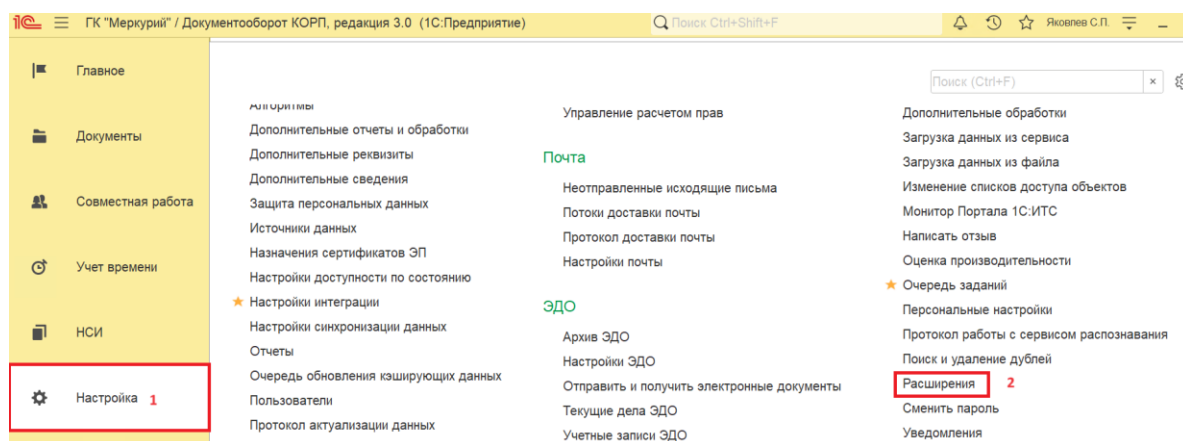 1С ГК "Меркурий" / Документооборот КОРП, редакция 3.0 (1С:Предприятие) Поиск Ctrl+Shift+F Яковлев С.П.
Главное
Документы
Совместная работа
Учет времени
НСИ
Настройка 1
Поиск (Ctrl+F) ×
Алгоритмы
Дополнительные отчеты и обработки
Дополнительные реквизиты
Дополнительные сведения
Защита персональных данных
Источники данных
Назначения сертификатов ЭП
Настройки доступности по состоянию
Настройки интеграции
Настройки синхронизации данных
Отчеты
Очередь обновления кэширующих данных
Пользователи
Протокол актуализации данных
Управление расчетом прав
Почта
Неотправленные исходящие письма
Потоки доставки почты
Протокол доставки почты
Настройки почты
ЭДО
Архив ЭДО
Настройки ЭДО
Отправить и получить электронные документы
Текущие дела ЭДО
Учетные записи ЭДО
Дополнительные обработки
Загрузка данных из сервиса
Загрузка данных из файла
Изменение списков доступа объектов
Монитор Портала 1С:ИТС
Написать отзыв
Оценка производительности
Очередь заданий
Персональные настройки
Протокол работы с сервисом распознавания
Поиск и удаление дублей
Расширения 2
Сменить пароль
Уведомления